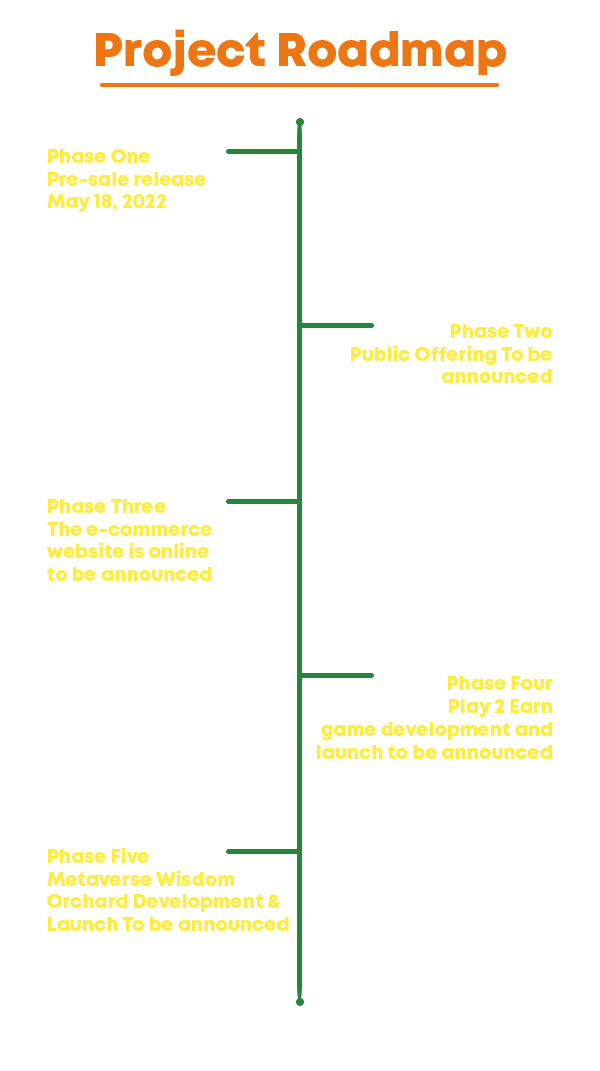 Project Roadmap
Phase One
Pre-sale release
May 18, 2022
Phase Two
Public Offering To be
announced
Phase Three
The e-commerce
website is online
to be announced
Phase Four
Play 2 Earn
game development and
launch to be announced
Phase Five
Metaverse Wisdom
Orchard Development &
Launch To be announced